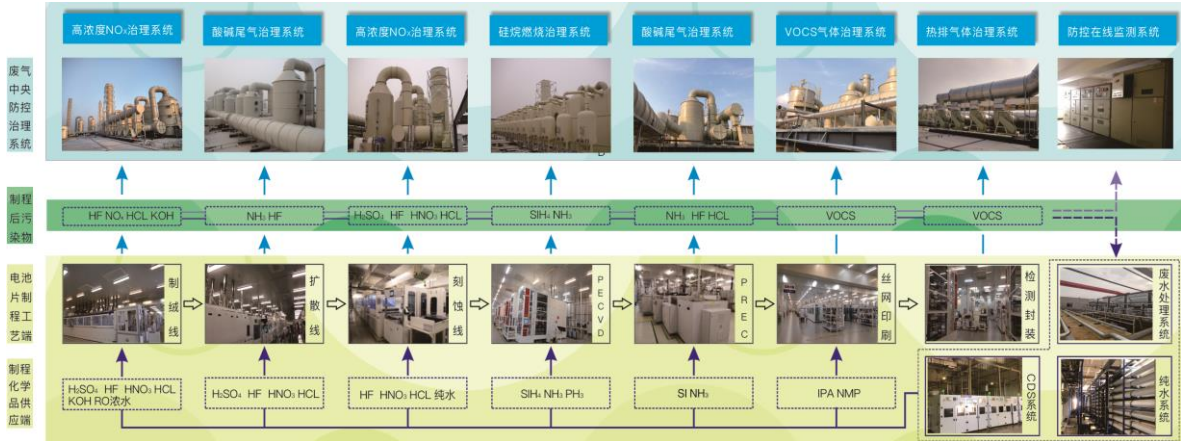 高浓度NOx治理系统
酸碱尾气治理系统
高浓度NOx治理系统
硅烷燃烧治理系统
酸碱尾气治理系统
VOCS气体治理系统
热排气体治理系统
防控在线监测系统
废气
中央
防控
治理
系统
制程
后污
染物
HF NOx HCL KOH
NH₃ HF
H₂SO₄ HF HNO₃ HCL
SIH₄ NH₃
NH₃ HF HCL
VOCS
VOCS
电池
片制
程工
艺端
制绒线
扩散线
刻蚀线
PECVD
PREC
丝网印刷
检测封装
废水处理系统
制程
化学
品供
应端
H₂SO₄ HF HNO₃ HCL
KOH RO浓水
H₂SO₄ HF HNO₃ HCL
HF HNO₃ HCL 纯水
SIH₄ NH₃ PH₃
SI NH₃
IPA NMP
CDS系统
纯水系统